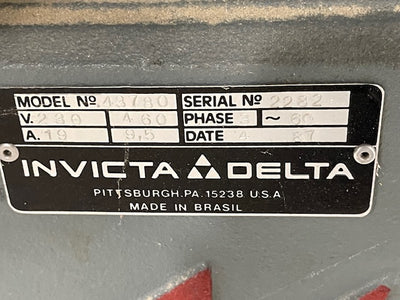 MODEL Nº 43780 SERIAL Nº 2282
V. 230 460 PHASE 3 ~ 60
A. 19 9,5 DATE 4 87
INVICTA DELTA
PITTSBURGH, PA. 15238 U.S.A
MADE IN BRASIL